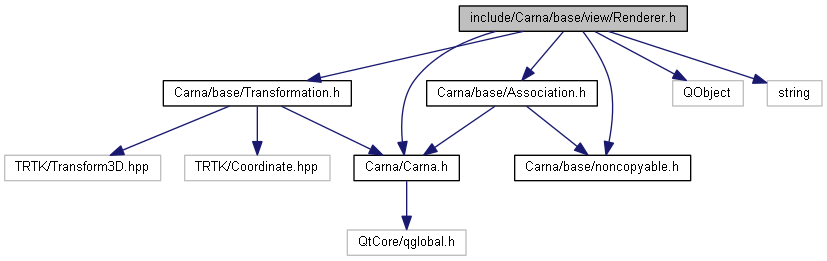 include/Carna/base/view/Renderer.h
Carna/base/Transformation.h
Carna/base/Association.h
QObject
string
TRTK/Transform3D.hpp
TRTK/Coordinate.hpp
Carna/Carna.h
Carna/base/noncopyable.h
QtCore/qglobal.h